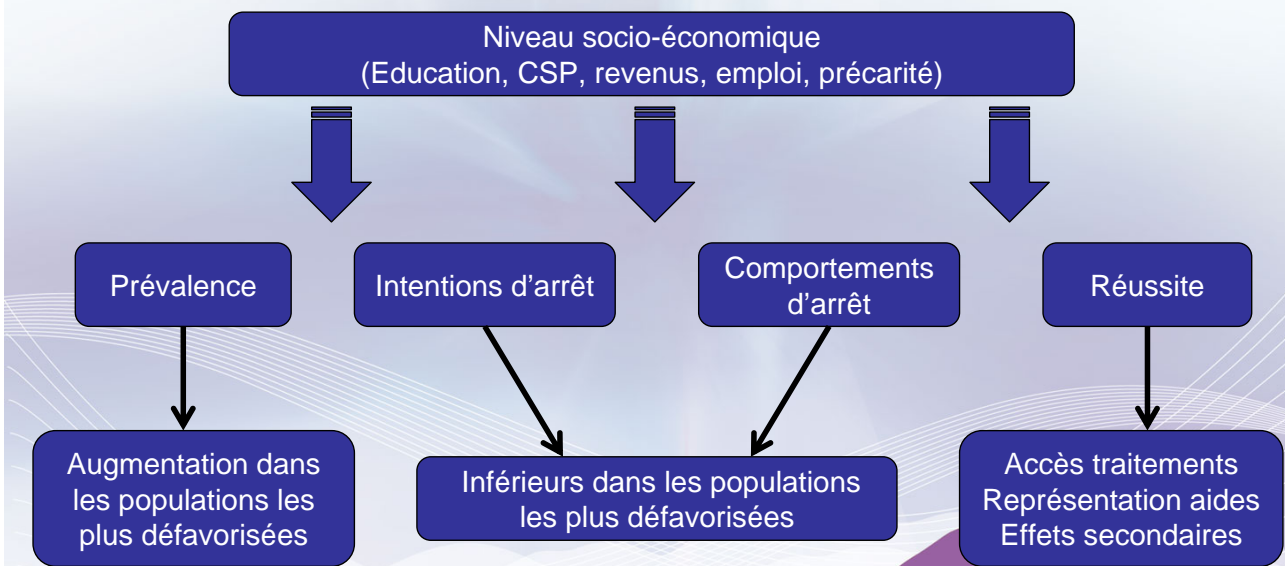 Niveau socio-économique
(Education, CSP, revenus, emploi, précarité)
Prévalence
Intentions d'arrêt
Comportements
d'arrêt
Réussite
Augmentation dans
les populations les
plus défavorisées
Inférieurs dans les populations
les plus défavorisées
Accès traitements
Représentation aides
Effets secondaires